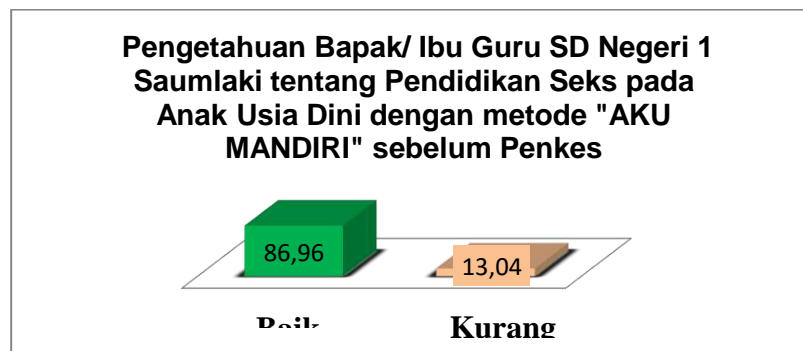 Pengetahuan Bapak/ Ibu Guru SD Negeri 1
Saumlaki tentang Pendidikan Seks pada
Anak Usia Dini dengan metode "AKU
MANDIRI" sebelum Penkes
86,96
13,04
Baik
Kurang